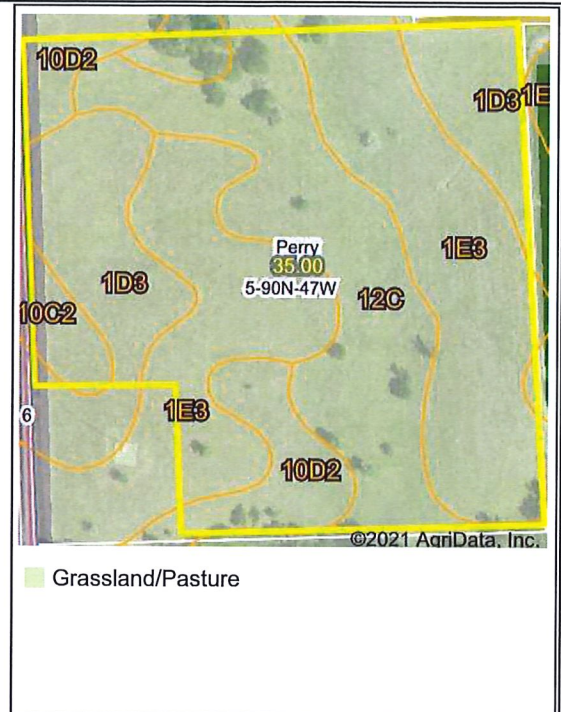 10D2
1D3 1E
Perry
35.00
5-90N-47W
1E3
1D3
12C
10C2
6
1E3
10D2
©2021 AgriData, Inc.
Grassland/Pasture